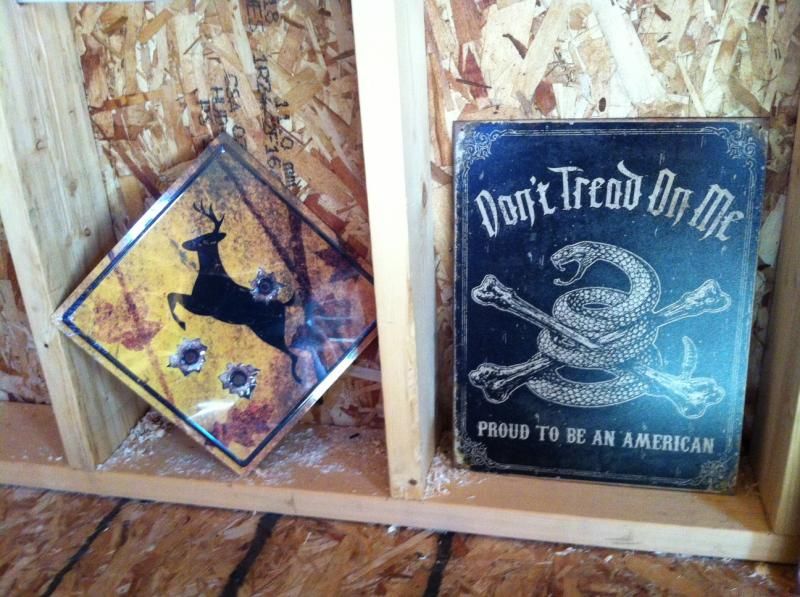 Don't Tread On Me
PROUD TO BE AN AMERICAN